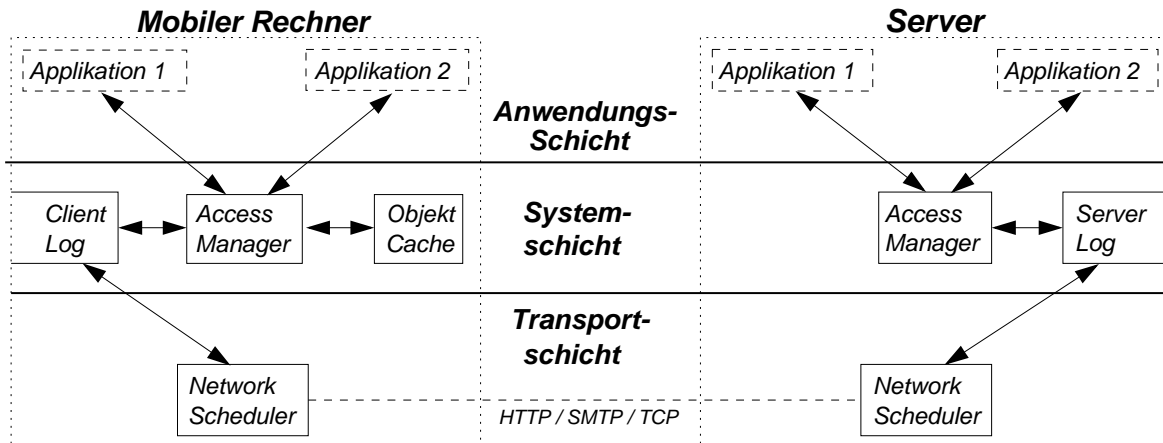 Mobiler Rechner
Server
Applikation 1
Applikation 2
Applikation 1
Applikation 2
Anwendungs-
Schicht
Client
Log
Access
Manager
Objekt
Cache
System-
schicht
Access
Manager
Server
Log
Transport-
schicht
Network
Scheduler
HTTP / SMTP / TCP
Network
Scheduler